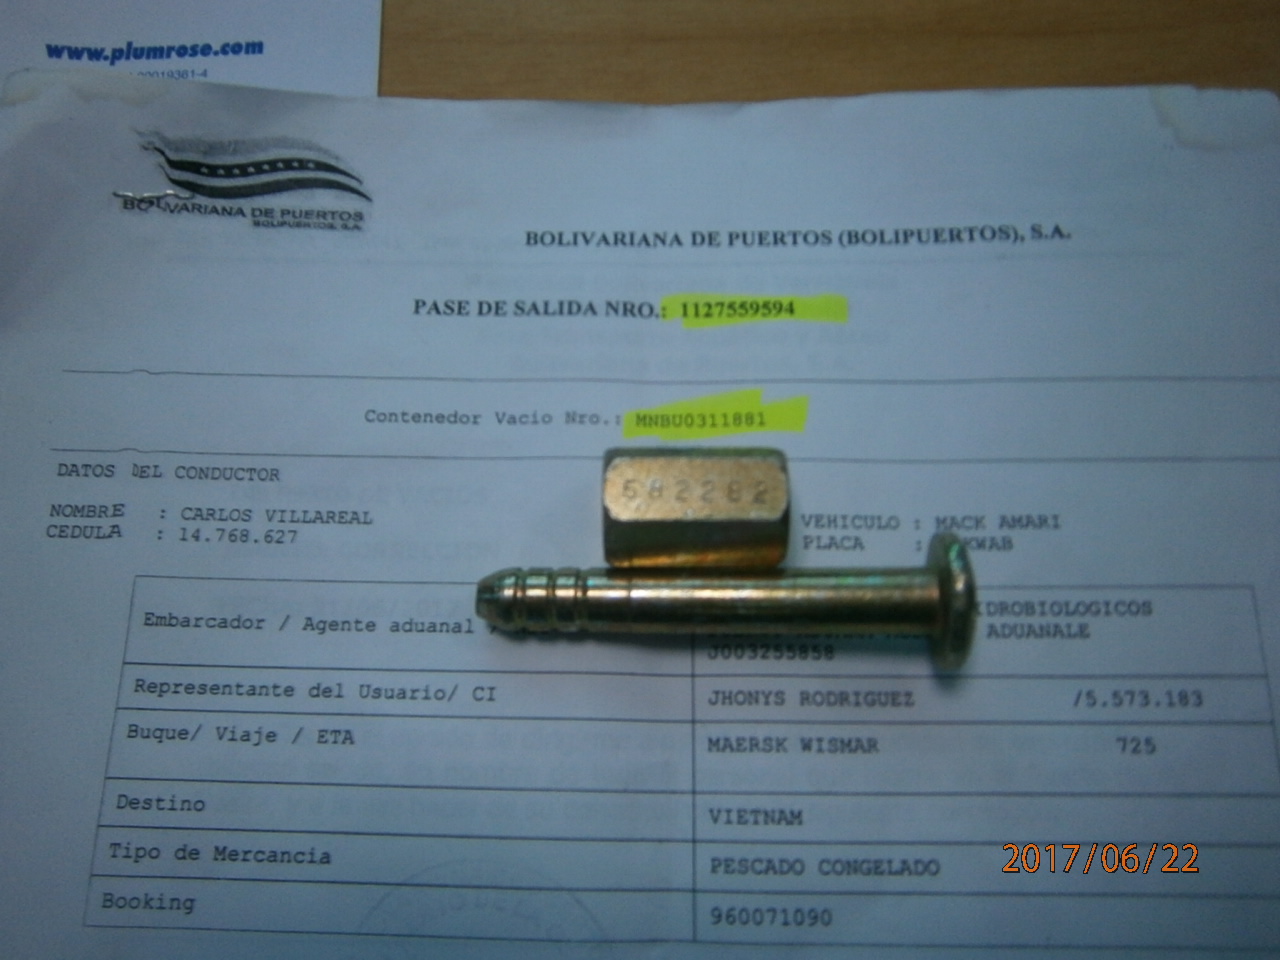 www.plumrose.com
BOLIVARIANA DE PUERTOS
BOLIPUERTOS, S.A.
BOLIVARIANA DE PUERTOS (BOLIPUERTOS), S.A.
PASE DE SALIDA NRO.: 1127559594
Contenedor Vacio Nro.: MNBU0311881
DATOS DEL CONDUCTOR
NOMBRE : CARLOS VILLAREAL
CEDULA : 14.768.627
582282
VEHICULO : MACK AMARI
PLACA :
Embarcador / Agente aduanal
ADUANALE
J003255858
Representante del Usuario/ CI JHONYS RODRIGUEZ /5.573.183
Buque/ Viaje / ETA MAERSK WISMAR 725
Destino VIETNAM
Tipo de Mercancia PESCADO CONGELADO
Booking 960071090
2017/06/22